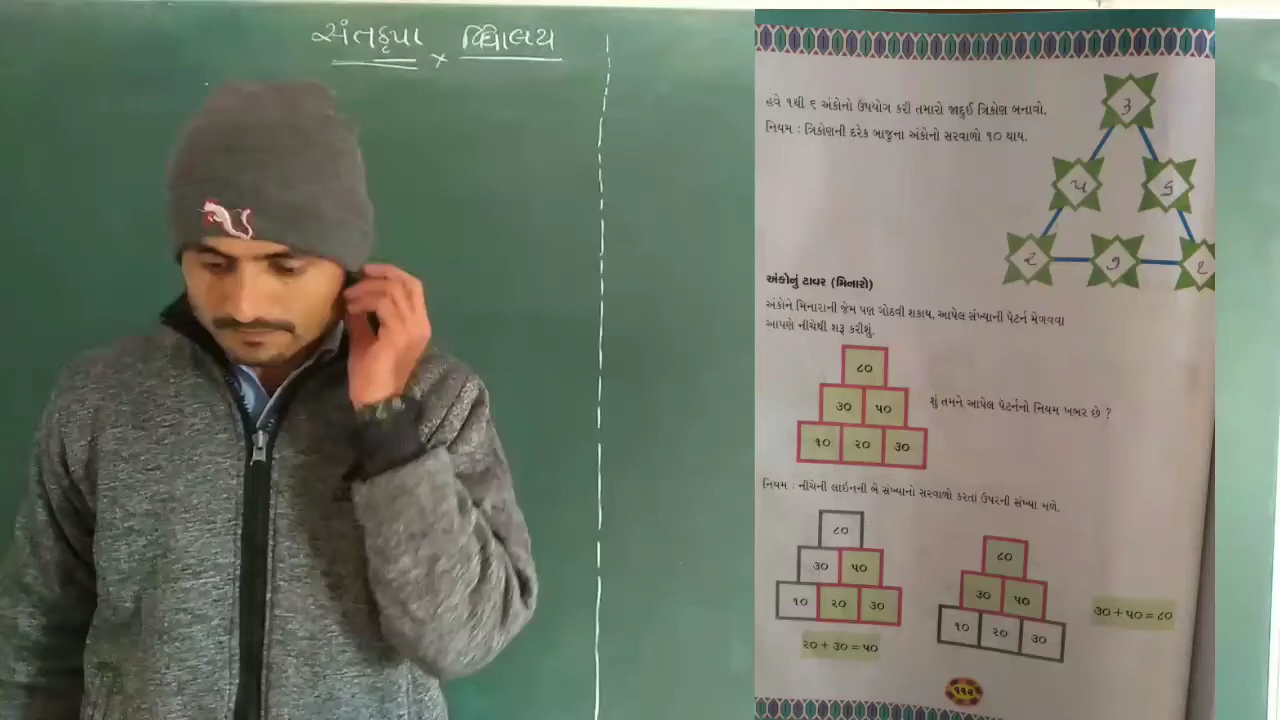 સંતકૃપા × વિદ્યાલય
હવે ૧થી ૬ અંકોનો ઉપયોગ કરી તમારો જાદુઈ ત્રિકોણ બનાવો.
નિયમ : ત્રિકોણની દરેક બાજુના અંકોનો સરવાળો ૧૦ થાય.
૩
૫ ૬
૨ ૭ ૧
અંકોનું ટાવર (મિનારો)
અંકોને મિનારાની જેમ પણ ગોઠવી શકાય, આપેલ સંખ્યાની પૅટર્ન મેળવવા
આપણે નીચેથી શરૂ કરીશું.
૮૦
૩૦ ૫૦
૧૦ ૨૦ ૩૦
શું તમને આપેલ પૅટર્નનો નિયમ ખબર છે ?
નિયમ : નીચેની લાઇનની બે સંખ્યાનો સરવાળો કરતાં ઉપરની સંખ્યા મળે.
૮૦
૩૦ ૫૦
૧૦ ૨૦ ૩૦
૨૦ + ૩૦ = ૫૦
૮૦
૩૦ ૫૦
૧૦ ૨૦ ૩૦
૩૦ + ૫૦ = ૮૦
૧૧૨